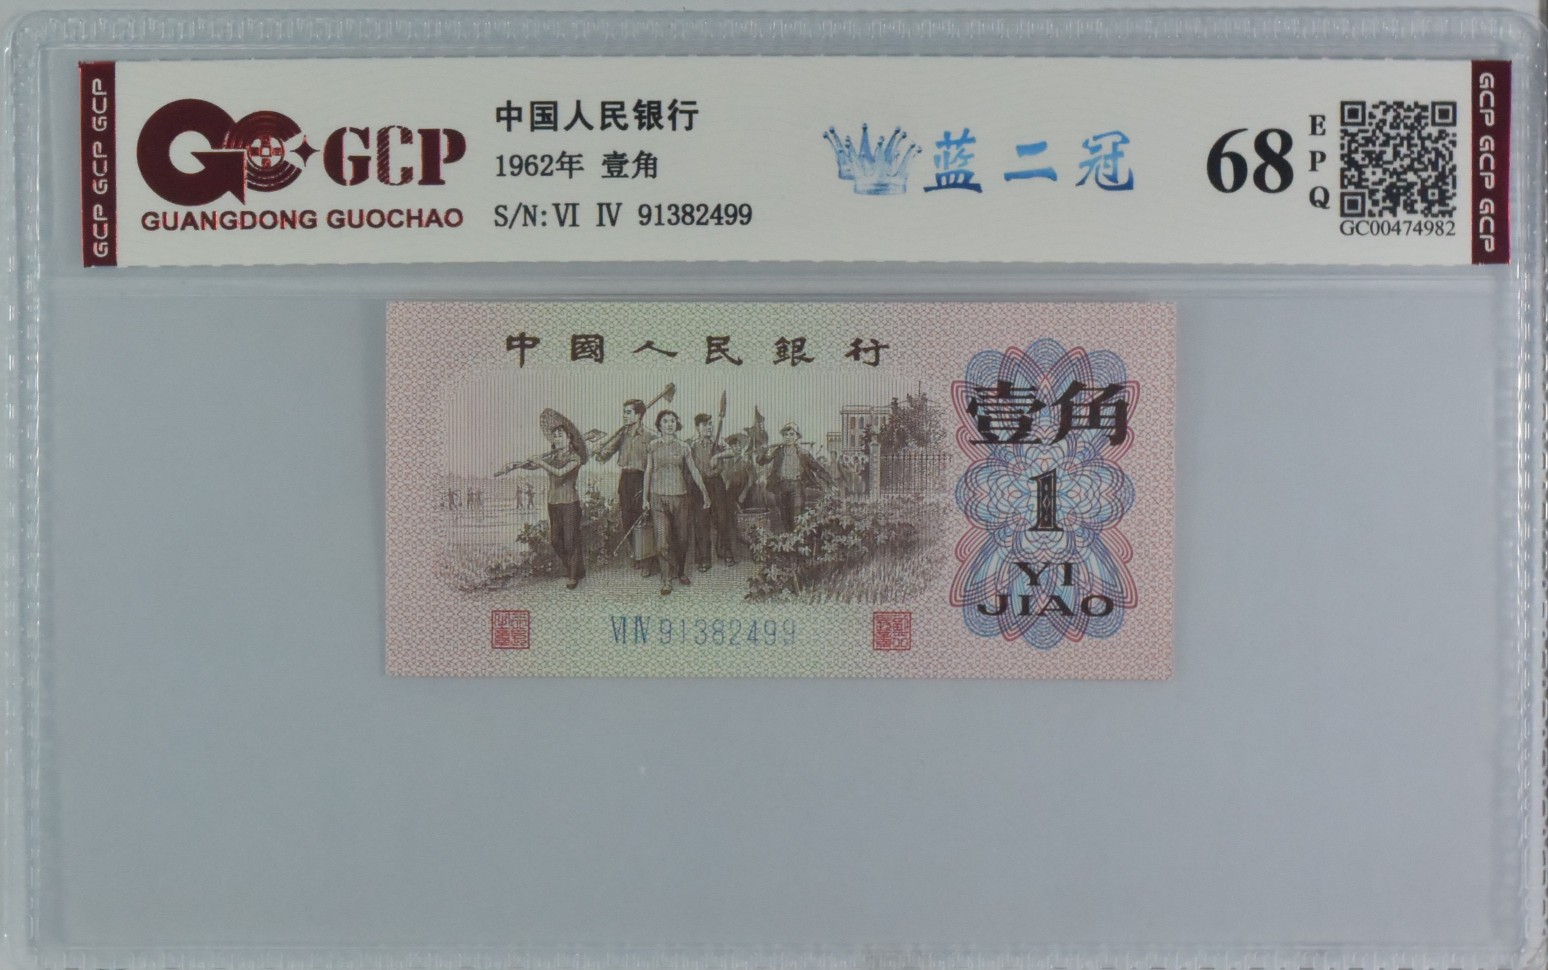 GCP GCP GCP
GCP
GUANGDONG GUOCHAO
中国人民银行
1962年 壹角
S/N: VI IV 91382499
蓝二冠
68
EPQ
GC00474982
GCP GCP GCP
中國人民銀行
壹角
1
YI
JIAO
VI IV 91382499